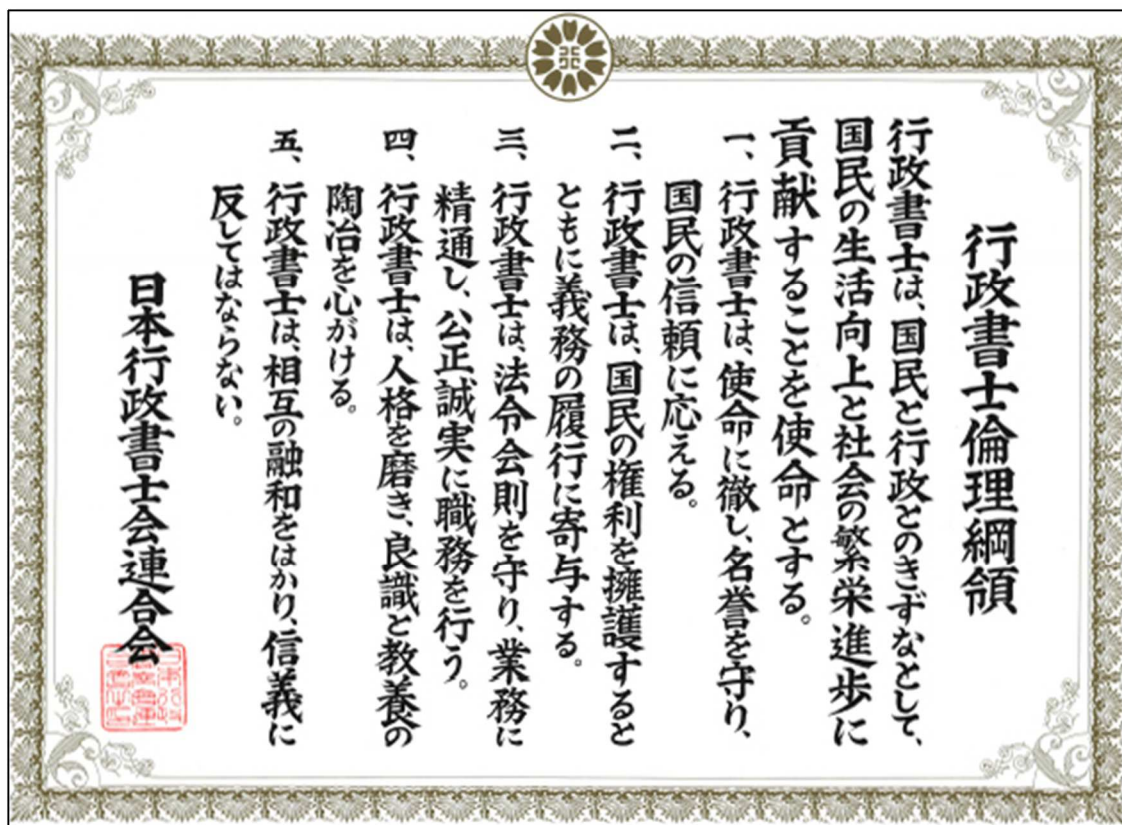 行政書士倫理綱領
行政書士は、国民と行政とのきずなとして、
国民の生活向上と社会の繁栄進歩に
貢献することを使命とする。
一、行政書士は、使命に徹し、名誉を守り、
国民の信頼に応える。
二、行政書士は、国民の権利を擁護すると
ともに義務の履行に寄与する。
三、行政書士は、法令会則を守り、業務に
精通し、公正誠実に職務を行う。
四、行政書士は、人格を磨き、良識と教養の
陶冶を心がける。
五、行政書士は、相互の融和をはかり、信義に
反してはならない。
日本行政書士会連合会